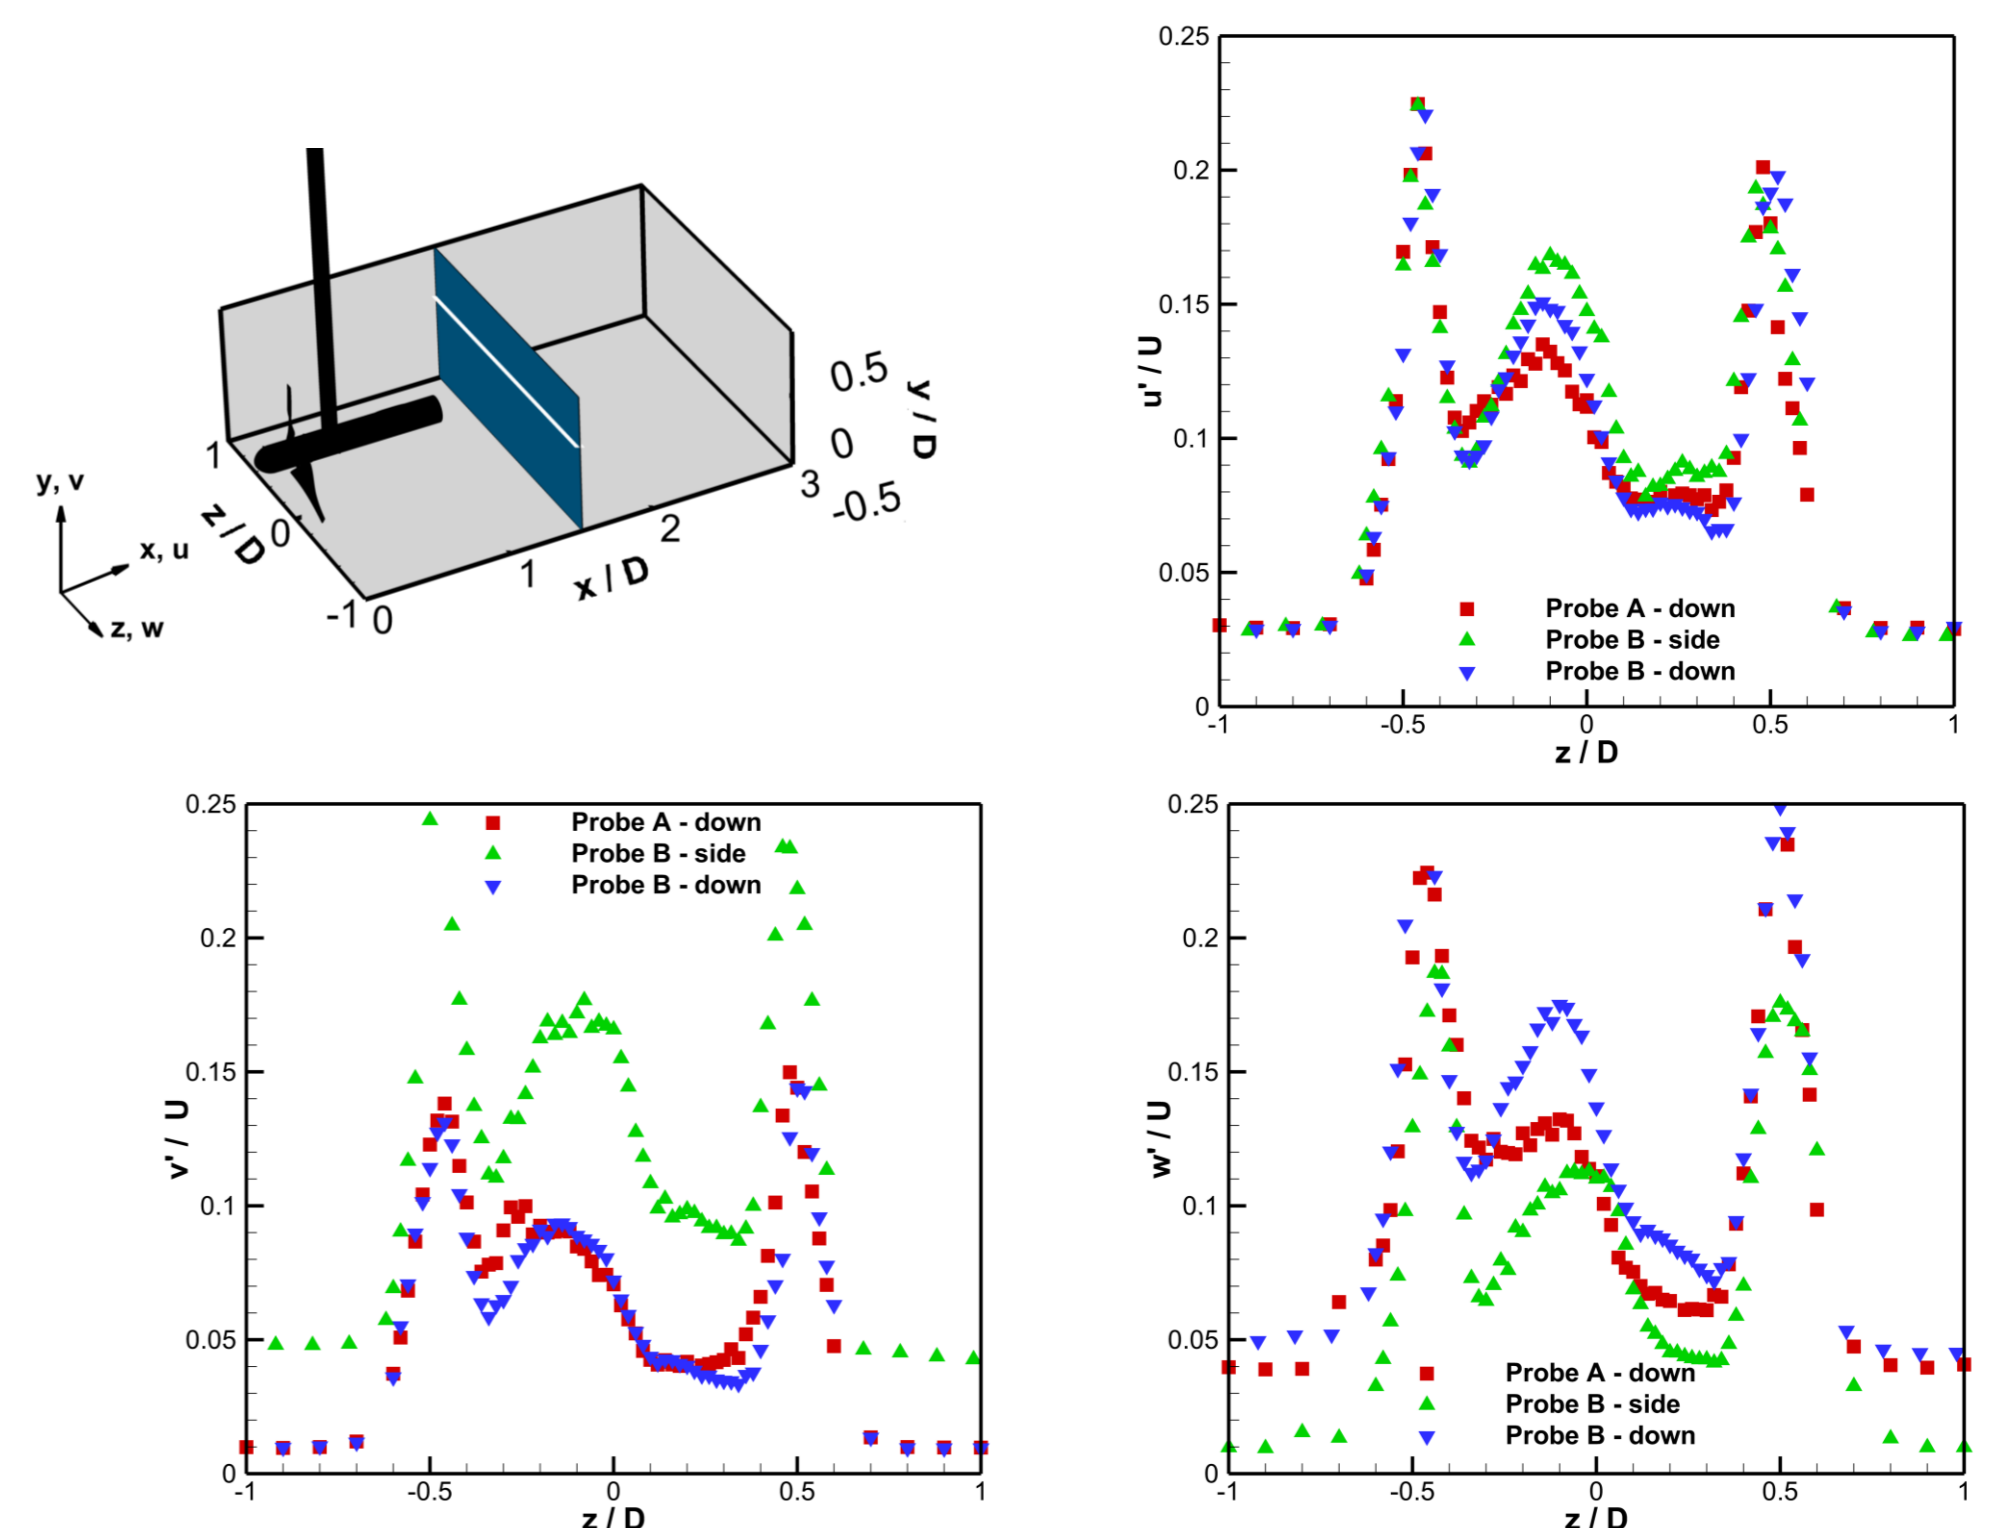 0.5
0
-0.5
y / D
1
0
-1
z / D
0
1
2
3
x / D
y, v
x, u
z, w
0.25
0.2
0.15
0.1
0.05
0
u' / U
Probe A - down
Probe B - side
Probe B - down
-1
-0.5
0
0.5
1
z / D
0.25
0.2
0.15
0.1
0.05
0
v' / U
Probe A - down
Probe B - side
Probe B - down
-1
-0.5
0
0.5
1
z / D
0.25
0.2
0.15
0.1
0.05
0
w' / U
Probe A - down
Probe B - side
Probe B - down
-1
-0.5
0
0.5
1
z / D